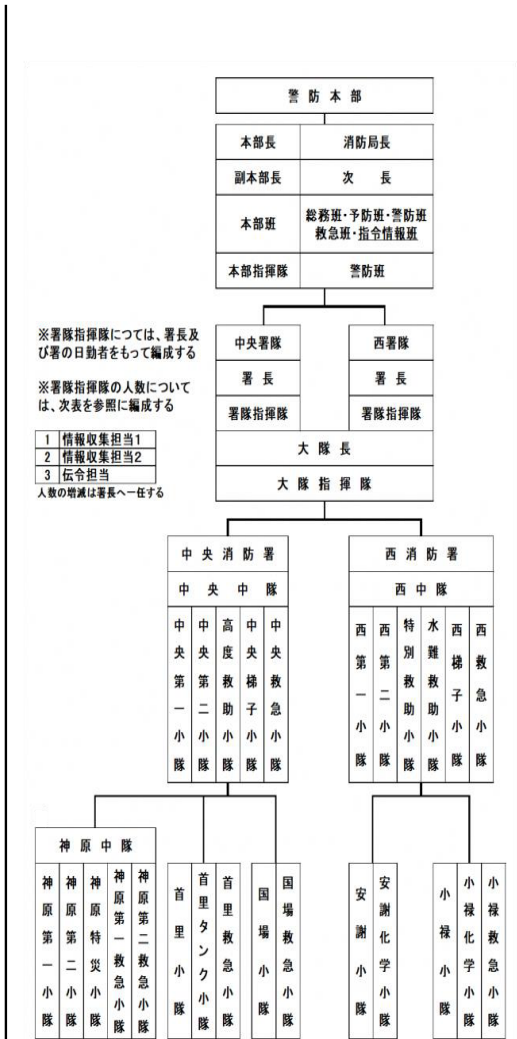 警防本部
本部長 消防局長
副本部長 次長
本部班 総務班・予防班・警防班
救急班・指令情報班
本部指揮隊 警防班
※署隊指揮隊につては、署長及
び署の日勤者をもって編成する
※署隊指揮隊の人数について
は、次表を参照に編成する
1 情報収集担当1
2 情報収集担当2
3 伝令担当
人数の増減は署長へ一任する
中央署隊
署長
署隊指揮隊
西署隊
署長
署隊指揮隊
大隊長
大隊指揮隊
中央消防署
中央中隊
中央第一小隊
中央第二小隊
高度救助小隊
中央梯子小隊
中央救急小隊
西消防署
西中隊
西第一小隊
西第二小隊
特別救助小隊
水難救助小隊
西梯子小隊
西救急小隊
神原中隊
神原第一小隊
神原第二小隊
神原特災小隊
神原第一救急小隊
神原第二救急小隊
首里小隊
首里タンク小隊
首里救急小隊
国場小隊
国場救急小隊
安謝小隊
安謝化学小隊
小禄小隊
小禄化学小隊
小禄救急小隊